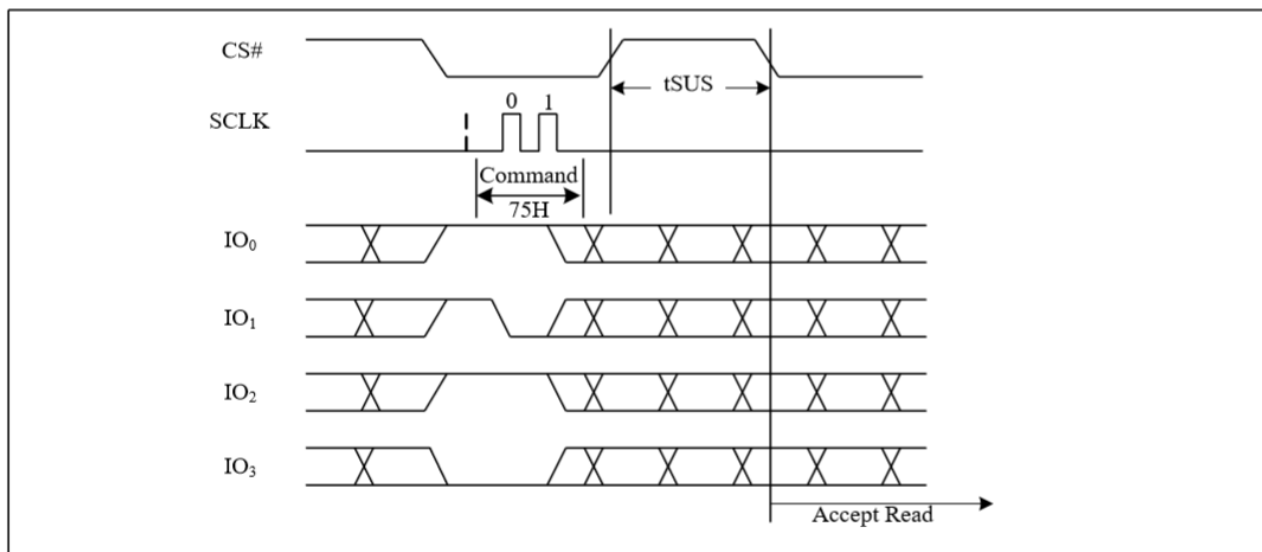 CS#
tSUS
0 1
SCLK
Command
75H
IO₀
IO₁
IO₂
IO₃
Accept Read